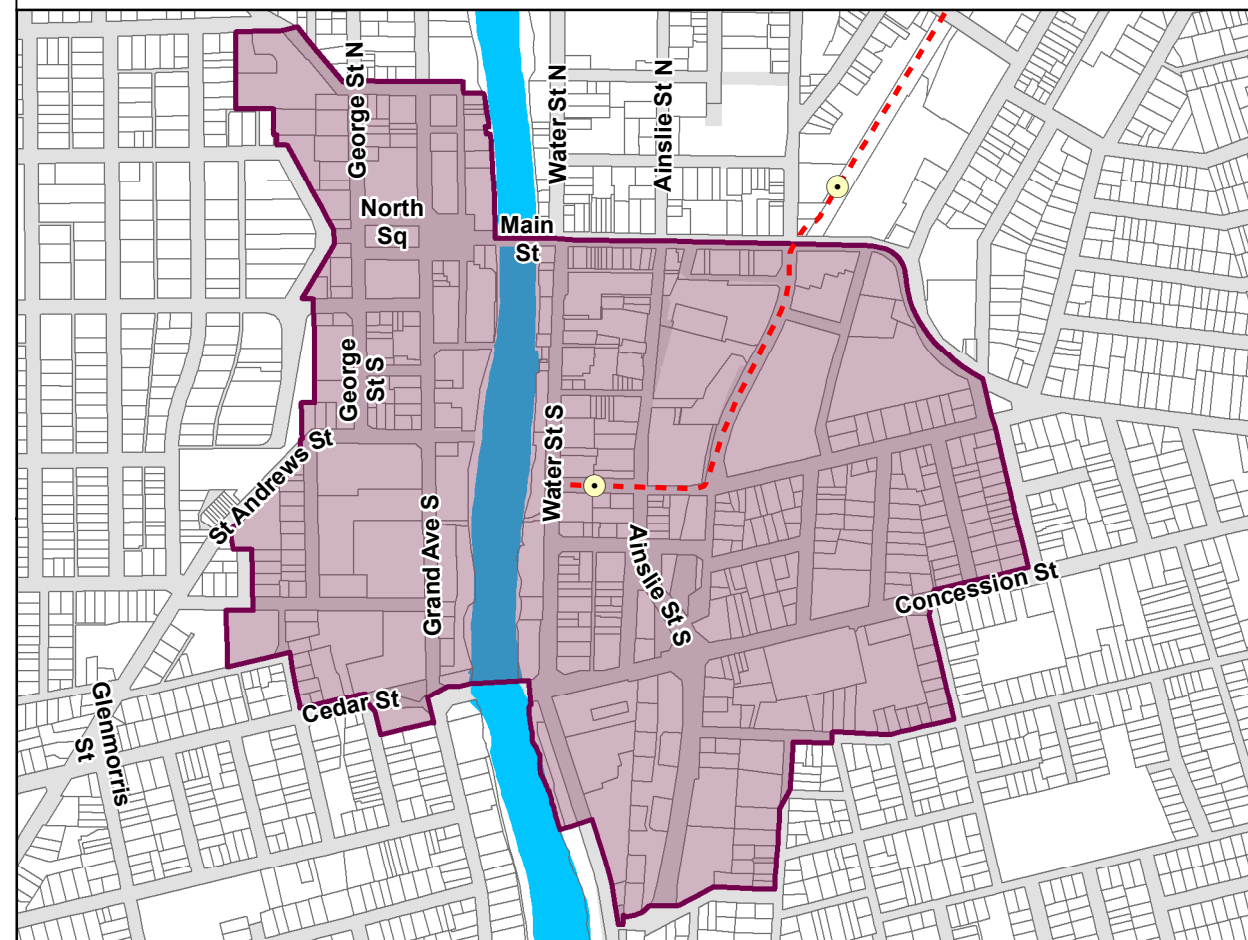 George St N
Water St N
Ainslie St N
North
Sq
Main
St
George
St S
St Andrews St
Water St S
Grand Ave S
Ainslie St S
Concession St
Cedar St
Glenmorris
St